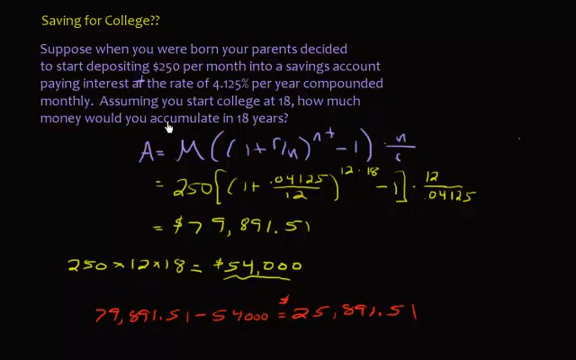 Saving for College??
Suppose when you were born your parents decided
to start depositing $250 per month into a savings account
paying interest at the rate of 4.125% per year compounded
monthly. Assuming you start college at 18, how much
money would you accumulate in 18 years?
A = M((1 + r/n)^nt - 1) · n/r
= 250[(1 + .04125/12)^12·18 - 1] · 12/.04125
= $79,891.51
250 × 12 × 18 = $54,000
79,891.51 - 54000 = $25,891.51